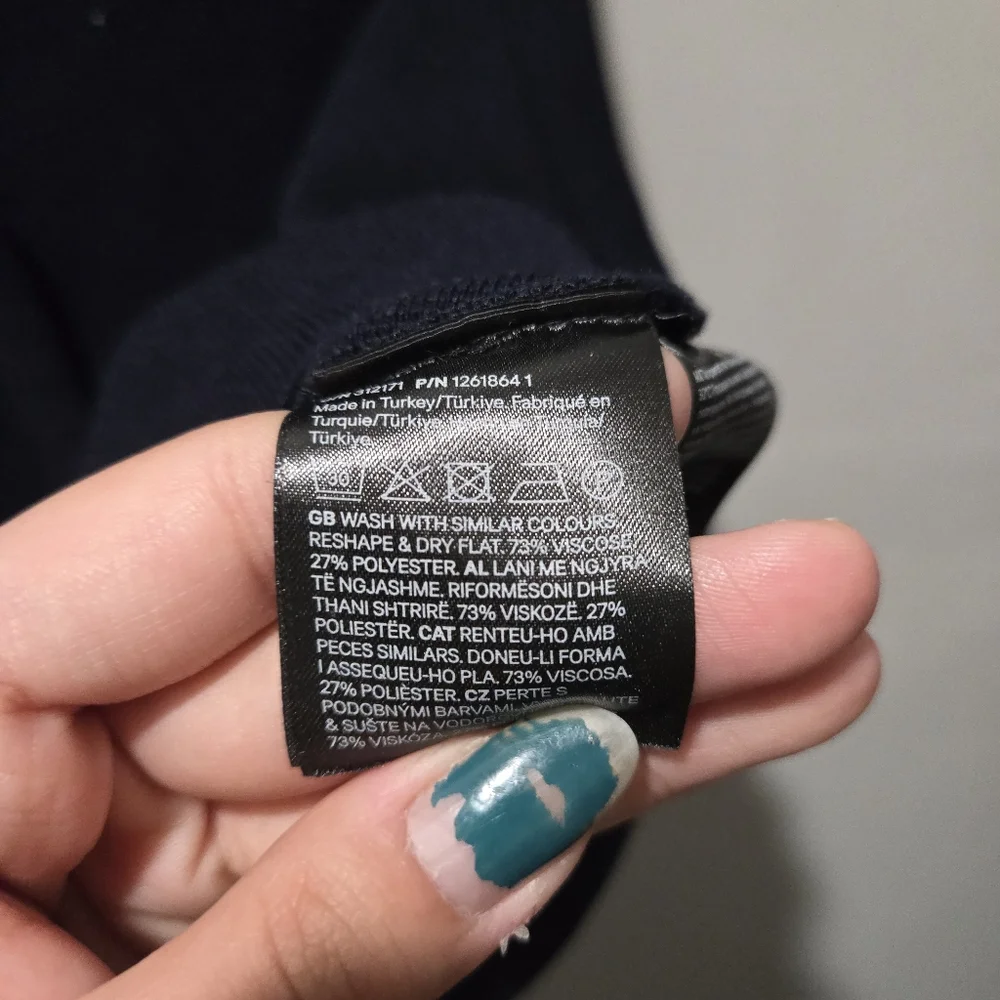 312171 P/N 1261864 1
Made in Turkey/Türkiye. Fabriqué en
Turquie/Türkiye.
Türkiye.
30
GB WASH WITH SIMILAR COLOURS.
RESHAPE & DRY FLAT. 73% VISCOSE.
27% POLYESTER. AL LANI ME NGJYRA
TË NGJASHME. RIFORMËSONI DHE
THANI SHTRIRË. 73% VISKOZË. 27%
POLIESTËR. CAT RENTEU-HO AMB
PECES SIMILARS. DONEU-LI FORMA
I ASSEQUEU-HO PLA. 73% VISCOSA.
27% POLIÈSTER. CZ PERTE S
PODOBNÝMI BARVAMI.
& SUŠTE NA
73% VISKÓZA